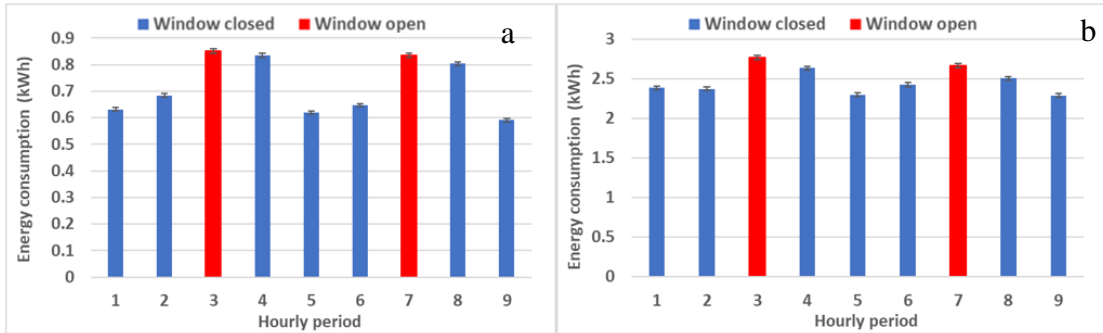 Window closed Window open
a
Energy consumption (kWh)
0.9
0.8
0.7
0.6
0.5
0.4
0.3
0.2
0.1
0
1 2 3 4 5 6 7 8 9
Hourly period
Window closed Window open
b
Energy consumption (kWh)
3
2.5
2
1.5
1
0.5
0
1 2 3 4 5 6 7 8 9
Hourly period